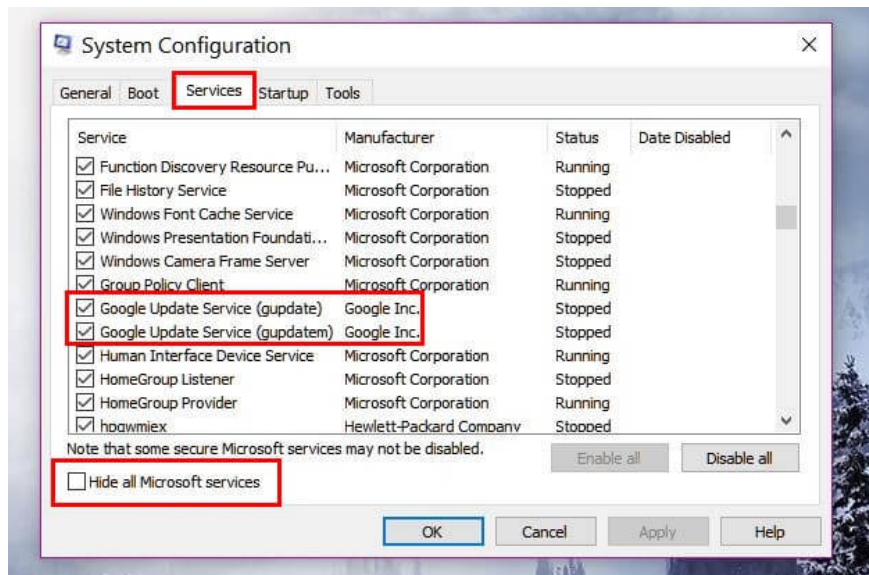 System Configuration
General Boot Services Startup Tools
Service Manufacturer Status Date Disabled
Function Discovery Resource Pu... Microsoft Corporation Running
File History Service Microsoft Corporation Stopped
Windows Font Cache Service Microsoft Corporation Running
Windows Presentation Foundati... Microsoft Corporation Stopped
Windows Camera Frame Server Microsoft Corporation Stopped
Group Policy Client Microsoft Corporation Running
Google Update Service (gupdate) Google Inc. Stopped
Google Update Service (gupdatem) Google Inc. Stopped
Human Interface Device Service Microsoft Corporation Running
HomeGroup Listener Microsoft Corporation Stopped
HomeGroup Provider Microsoft Corporation Running
hpqwmiex Hewlett-Packard Company Stopped
Note that some secure Microsoft services may not be disabled.
Enable all Disable all
Hide all Microsoft services
OK Cancel Apply Help